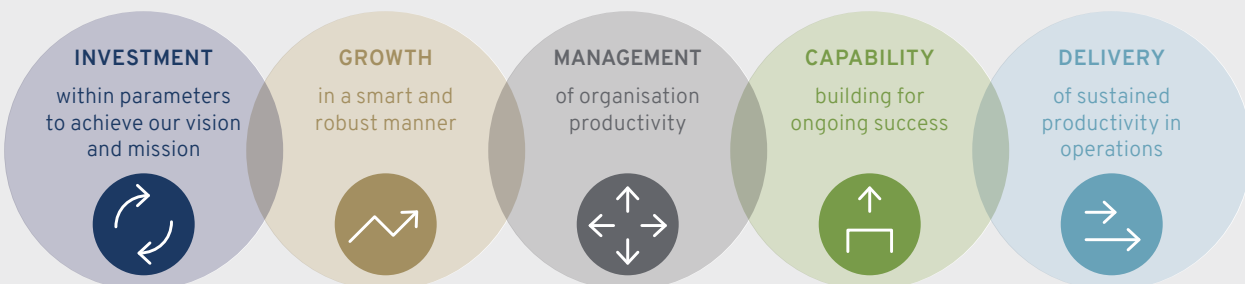 INVESTMENT
within parameters
to achieve our vision
and mission
GROWTH
in a smart and
robust manner
MANAGEMENT
of organisation
productivity
CAPABILITY
building for
ongoing success
DELIVERY
of sustained
productivity in
operations